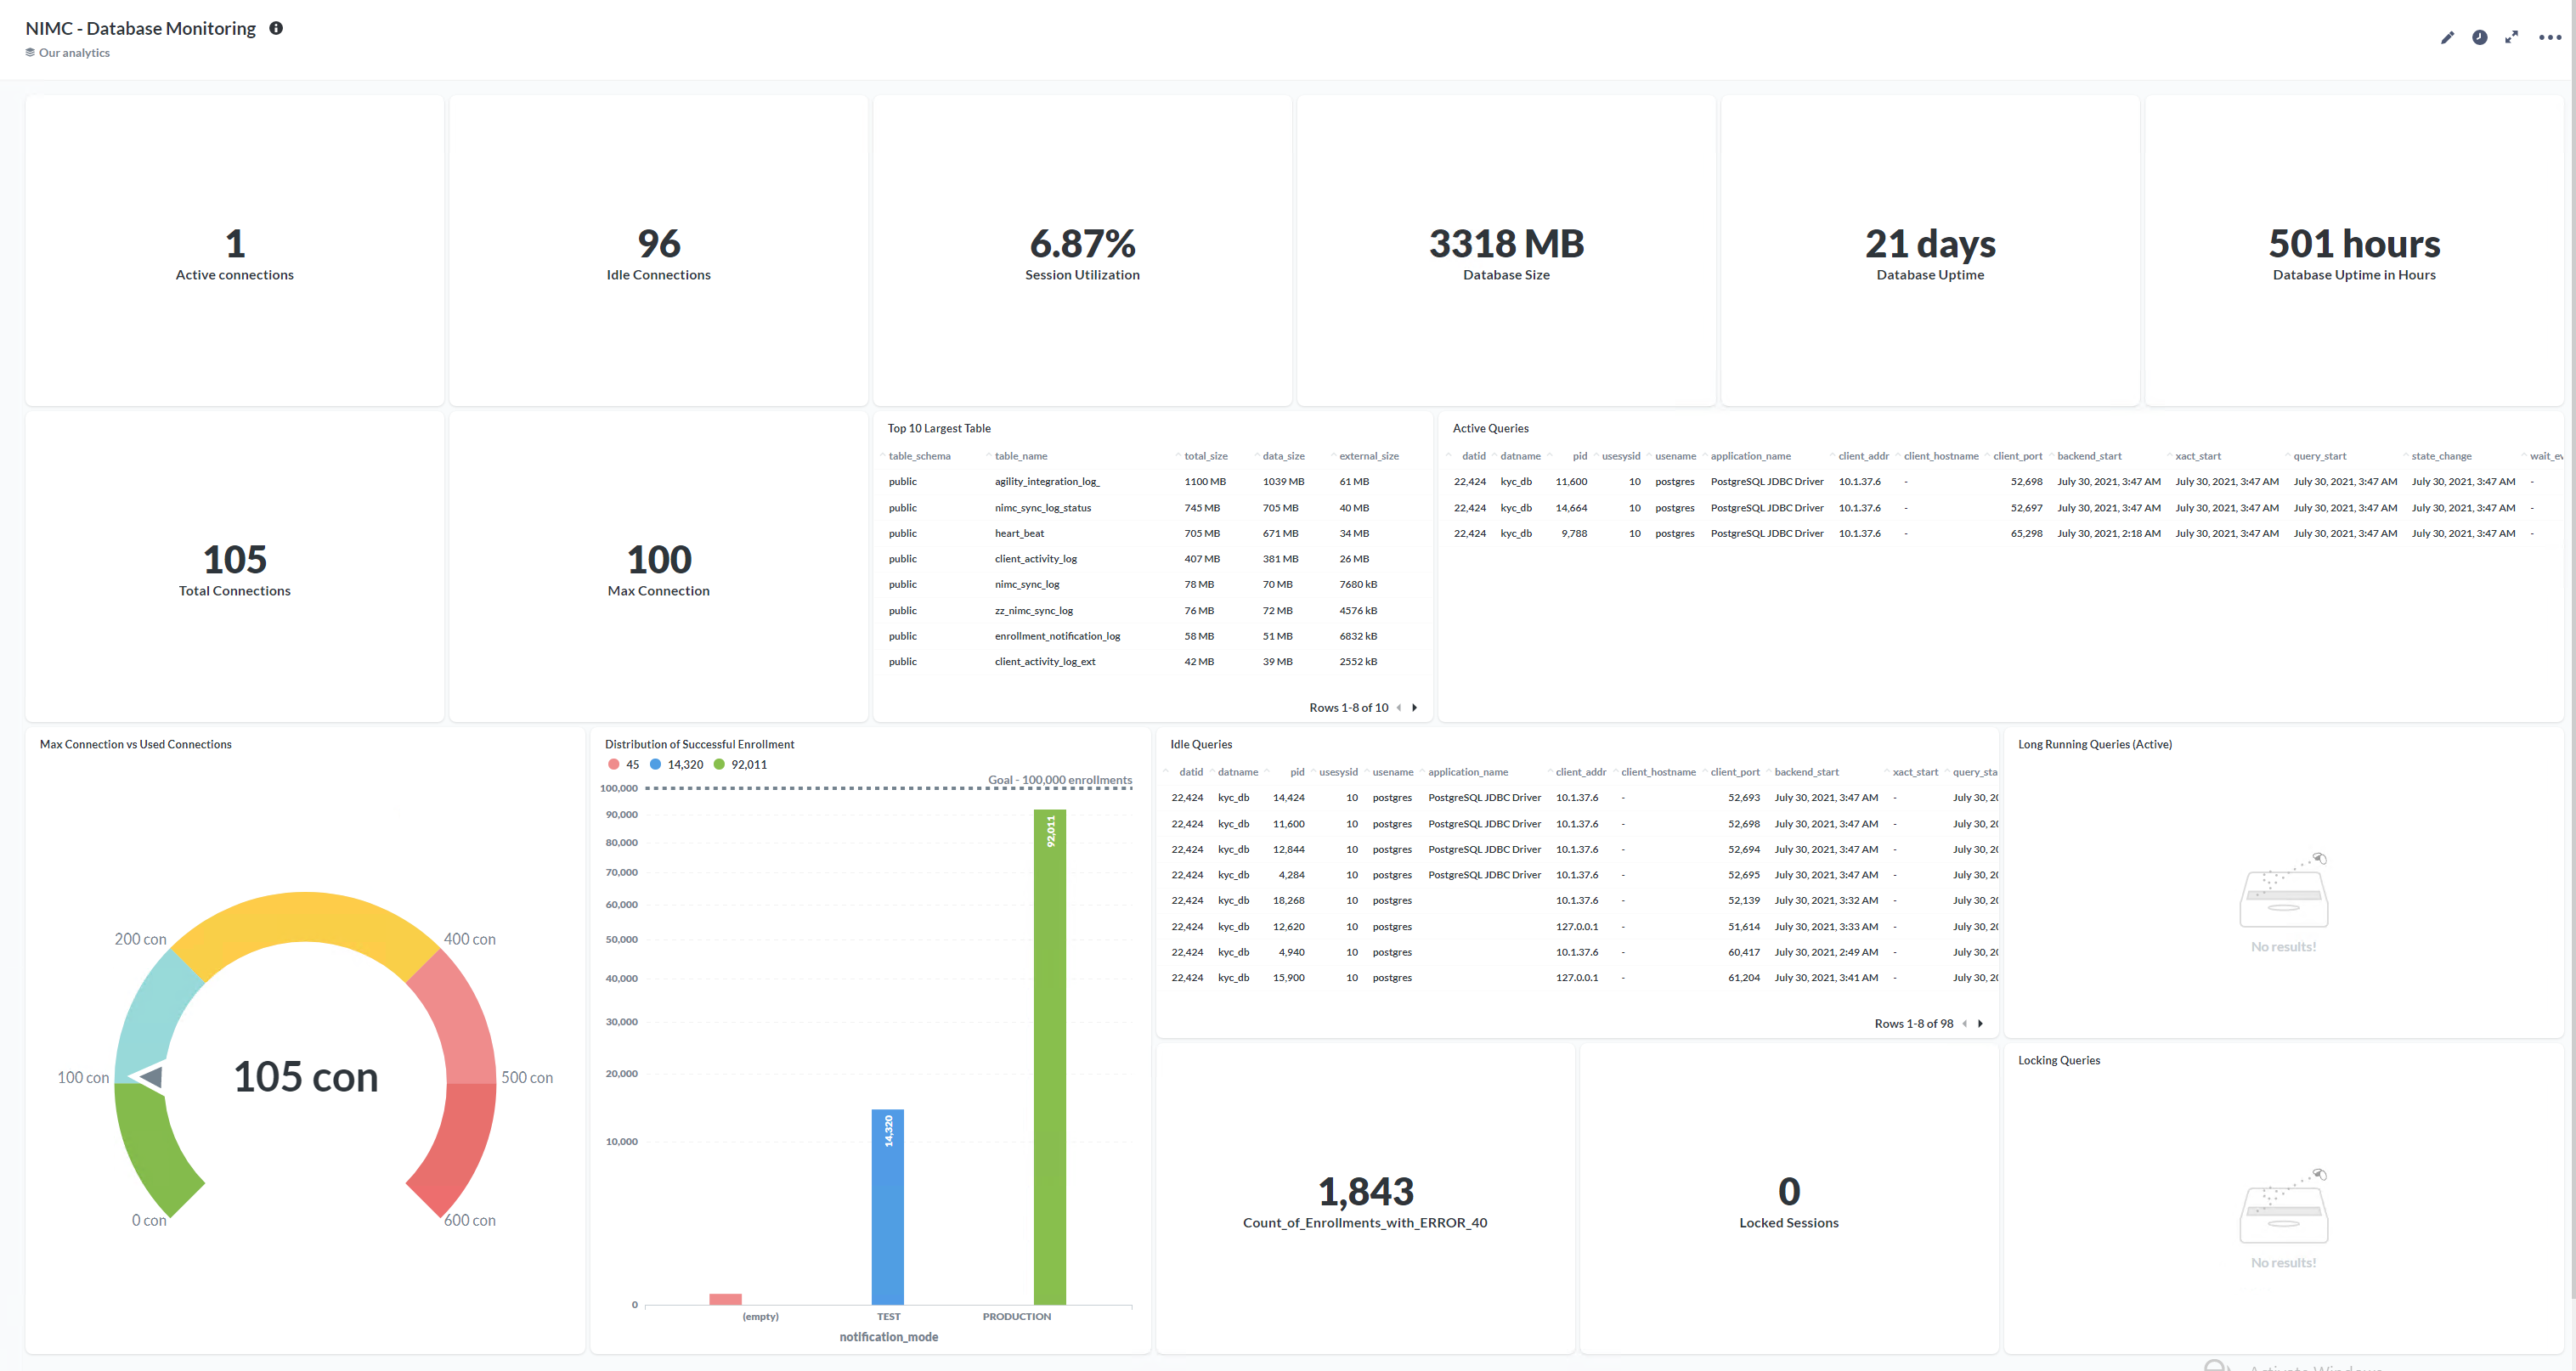 NIMC - Database Monitoring
Our analytics
1
Active connections
96
Idle Connections
6.87%
Session Utilization
3318 MB
Database Size
21 days
Database Uptime
501 hours
Database Uptime in Hours
105
Total Connections
100
Max Connection
Top 10 Largest Table
table_schema table_name total_size data_size external_size
public agility_integration_log_ 1100 MB 1039 MB 61 MB
public nimc_sync_log_status 745 MB 705 MB 40 MB
public heart_beat 705 MB 671 MB 34 MB
public client_activity_log 407 MB 381 MB 26 MB
public nimc_sync_log 78 MB 70 MB 7680 kB
public zz_nimc_sync_log 76 MB 72 MB 4576 kB
public enrollment_notification_log 58 MB 51 MB 6832 kB
public client_activity_log_ext 42 MB 39 MB 2552 kB
Rows 1-8 of 10
Active Queries
datid datname pid usesysid usename application_name client_addr client_hostname client_port backend_start xact_start query_start state_change wait_ev
22,424 kyc_db 11,600 10 postgres PostgreSQL JDBC Driver 10.1.37.6 - 52,698 July 30, 2021, 3:47 AM July 30, 2021, 3:47 AM July 30, 2021, 3:47 AM July 30, 2021, 3:47 AM -
22,424 kyc_db 14,664 10 postgres PostgreSQL JDBC Driver 10.1.37.6 - 52,697 July 30, 2021, 3:47 AM July 30, 2021, 3:47 AM July 30, 2021, 3:47 AM July 30, 2021, 3:47 AM -
22,424 kyc_db 9,788 10 postgres PostgreSQL JDBC Driver 10.1.37.6 - 65,298 July 30, 2021, 2:18 AM July 30, 2021, 3:47 AM July 30, 2021, 3:47 AM July 30, 2021, 3:47 AM -
Max Connection vs Used Connections
200 con
400 con
100 con
105 con
500 con
0 con
600 con
Distribution of Successful Enrollment
45 14,320 92,011
Goal - 100,000 enrollments
100,000
90,000
80,000
70,000
60,000
50,000
40,000
30,000
20,000
10,000
0
14,320
92,011
(empty) TEST PRODUCTION
notification_mode
Idle Queries
datid datname pid usesysid usename application_name client_addr client_hostname client_port backend_start xact_start query_sta
22,424 kyc_db 14,424 10 postgres PostgreSQL JDBC Driver 10.1.37.6 - 52,693 July 30, 2021, 3:47 AM - July 30, 20
22,424 kyc_db 11,600 10 postgres PostgreSQL JDBC Driver 10.1.37.6 - 52,698 July 30, 2021, 3:47 AM - July 30, 20
22,424 kyc_db 12,844 10 postgres PostgreSQL JDBC Driver 10.1.37.6 - 52,694 July 30, 2021, 3:47 AM - July 30, 20
22,424 kyc_db 4,284 10 postgres PostgreSQL JDBC Driver 10.1.37.6 - 52,695 July 30, 2021, 3:47 AM - July 30, 20
22,424 kyc_db 18,268 10 postgres 10.1.37.6 - 52,139 July 30, 2021, 3:32 AM - July 30, 20
22,424 kyc_db 12,620 10 postgres 127.0.0.1 - 51,614 July 30, 2021, 3:33 AM - July 30, 20
22,424 kyc_db 4,940 10 postgres 10.1.37.6 - 60,417 July 30, 2021, 2:49 AM - July 30, 20
22,424 kyc_db 15,900 10 postgres 127.0.0.1 - 61,204 July 30, 2021, 3:41 AM - July 30, 20
Rows 1-8 of 98
Long Running Queries (Active)
No results!
1,843
Count_of_Enrollments_with_ERROR_40
0
Locked Sessions
Locking Queries
No results!
Activate Windows